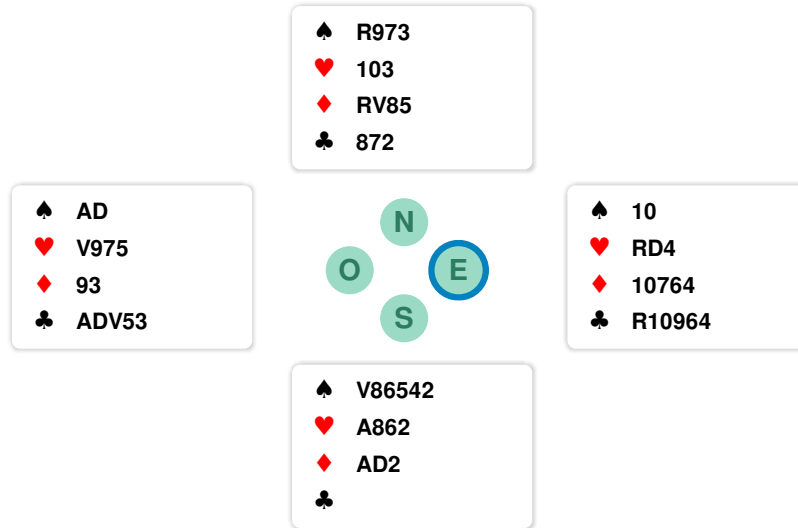 ♠ R973
♥ 103
♦ RV85
♣ 872
♠ AD
♥ V975
♦ 93
♣ ADV53
N
O
E
S
♠ 10
♥ RD4
♦ 10764
♣ R10964
♠ V86542
♥ A862
♦ AD2
♣